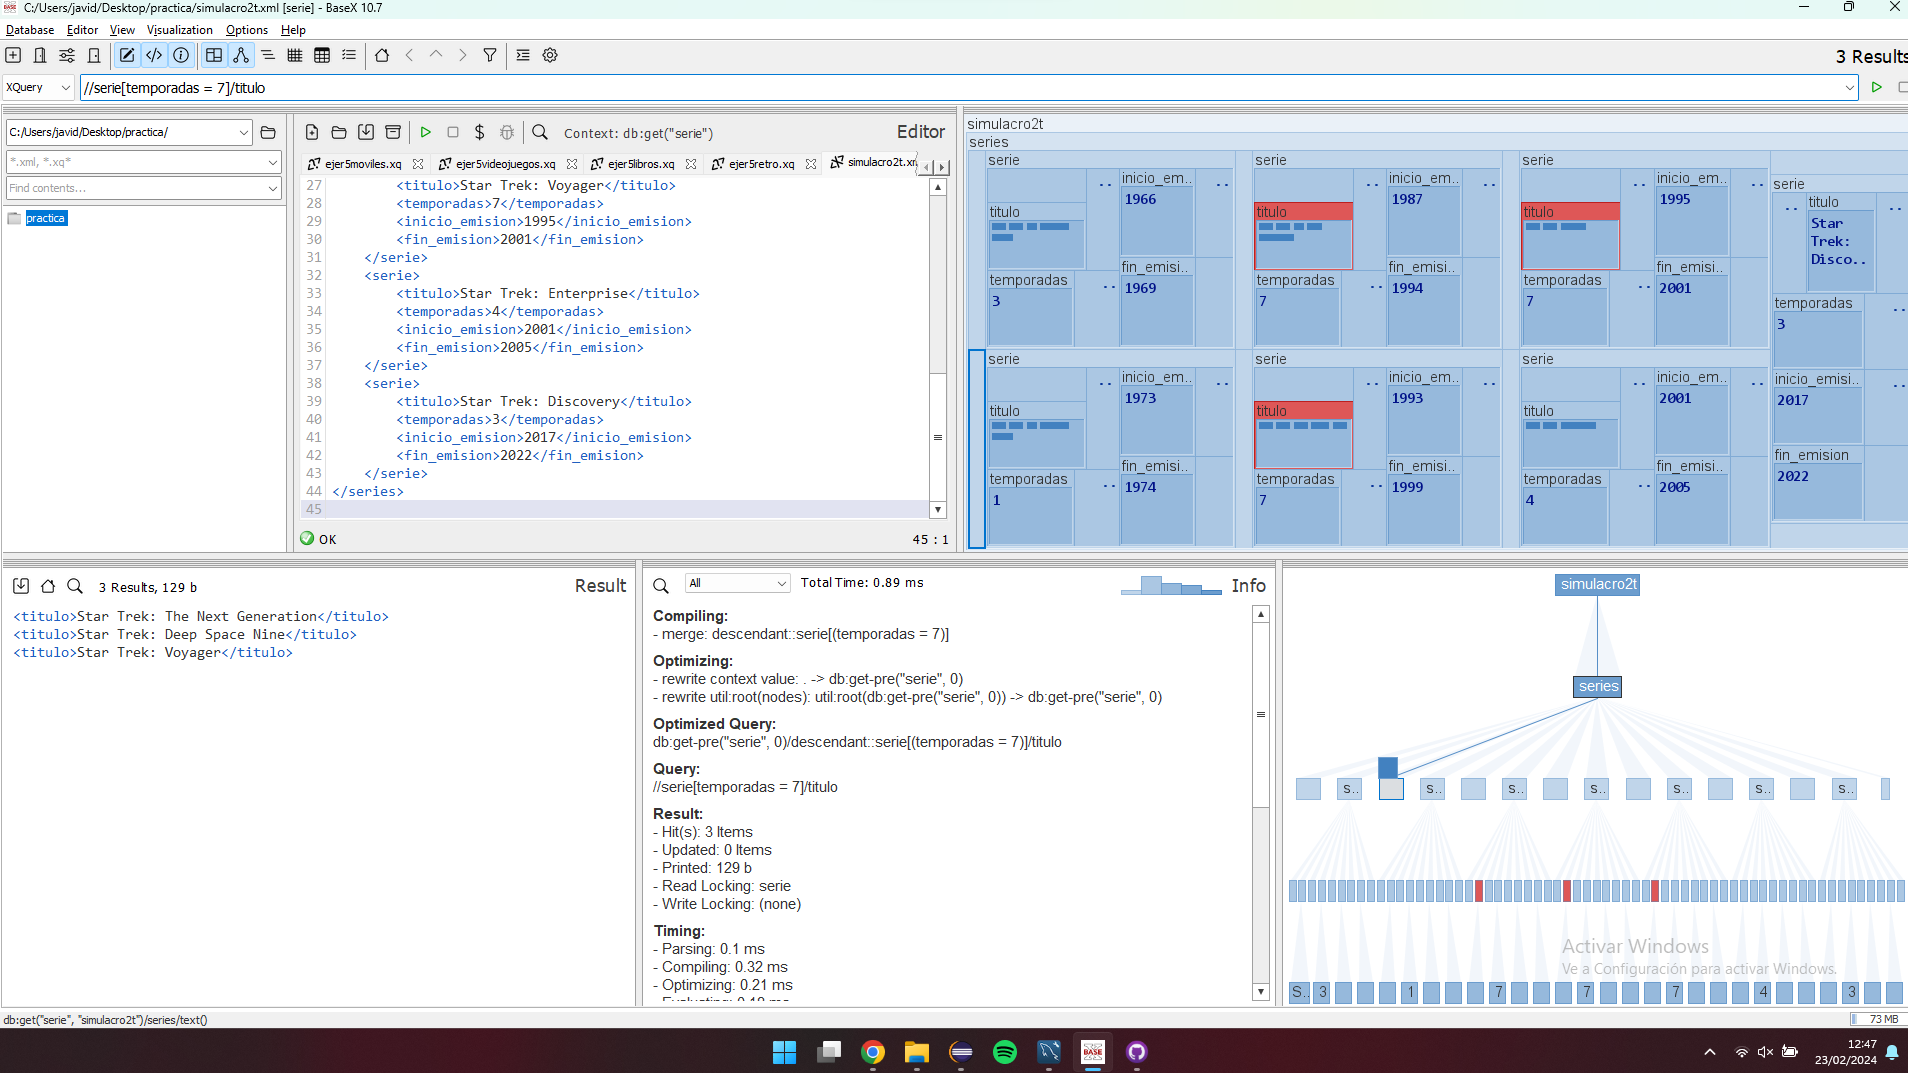 C:/Users/javid/Desktop/practica/simulacro2t.xml [serie] - BaseX 10.7
Database Editor View Visualization Options Help
3 Results
XQuery
//serie[temporadas = 7]/titulo
C:/Users/javid/Desktop/practica/
*.xml, *.xq*
Find contents...
practica
Context: db:get("serie")
Editor
ejer5moviles.xq
ejer5videojuegos.xq
ejer5libros.xq
ejer5retro.xq
27 <titulo>Star Trek: Voyager</titulo>
28 <temporadas>7</temporadas>
29 <inicio_emision>1995</inicio_emision>
30 <fin_emision>2001</fin_emision>
31 </serie>
32 <serie>
33 <titulo>Star Trek: Enterprise</titulo>
34 <temporadas>4</temporadas>
35 <inicio_emision>2001</inicio_emision>
36 <fin_emision>2005</fin_emision>
37 </serie>
38 <serie>
39 <titulo>Star Trek: Discovery</titulo>
40 <temporadas>3</temporadas>
41 <inicio_emision>2017</inicio_emision>
42 <fin_emision>2022</fin_emision>
43 </serie>
44 </series>
45
OK
45 : 1
simulacro2t
series
serie
titulo
temporadas
3
..
inicio_em..
1966
fin_emisi..
1969
serie
titulo
temporadas
7
inicio_em..
1987
fin_emisi..
1994
serie
titulo
temporadas
7
inicio_em..
1995
fin_emisi..
2001
serie
titulo
Star
Trek:
Disco..
temporadas
3
inicio_emisi..
2017
fin_emision
2022
serie
titulo
temporadas
1
inicio_em..
1973
fin_emisi..
1974
serie
titulo
temporadas
7
inicio_em..
1993
fin_emisi..
1999
serie
titulo
temporadas
4
inicio_em..
2001
fin_emisi..
2005
3 Results, 129 b
Result
<titulo>Star Trek: The Next Generation</titulo>
<titulo>Star Trek: Deep Space Nine</titulo>
<titulo>Star Trek: Voyager</titulo>
All
Total Time: 0.89 ms
Info
Compiling:
- merge: descendant::serie[(temporadas = 7)]
Optimizing:
- rewrite context value: . -> db:get-pre("serie", 0)
- rewrite util:root(nodes): util:root(db:get-pre("serie", 0)) -> db:get-pre("serie", 0)
Optimized Query:
db:get-pre("serie", 0)/descendant::serie[(temporadas = 7)]/titulo
Query:
//serie[temporadas = 7]/titulo
Result:
- Hit(s): 3 Items
- Updated: 0 Items
- Printed: 129 b
- Read Locking: serie
- Write Locking: (none)
Timing:
- Parsing: 0.1 ms
- Compiling: 0.32 ms
- Optimizing: 0.21 ms
simulacro2t
series
s.. s.. s.. s.. s.. s.. s..
Activar Windows
Ve a Configuración para activar Windows.
S.. 3 1 7 7 7 4 3
db:get("serie", "simulacro2t")/series/text()
73 MB
BASE
12:47
23/02/2024